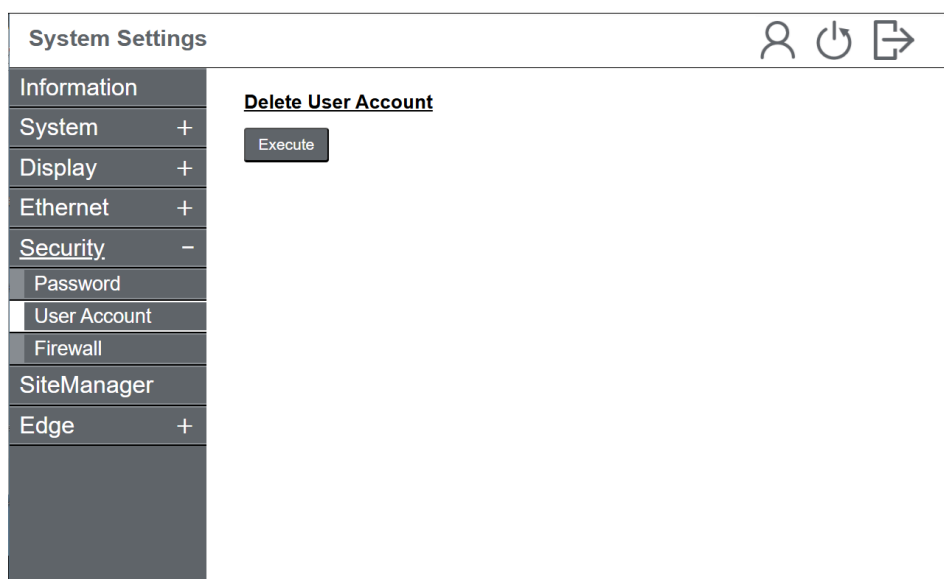 System Settings
Information
System +
Display +
Ethernet +
Security -
Password
User Account
Firewall
SiteManager
Edge +
Delete User Account
Execute